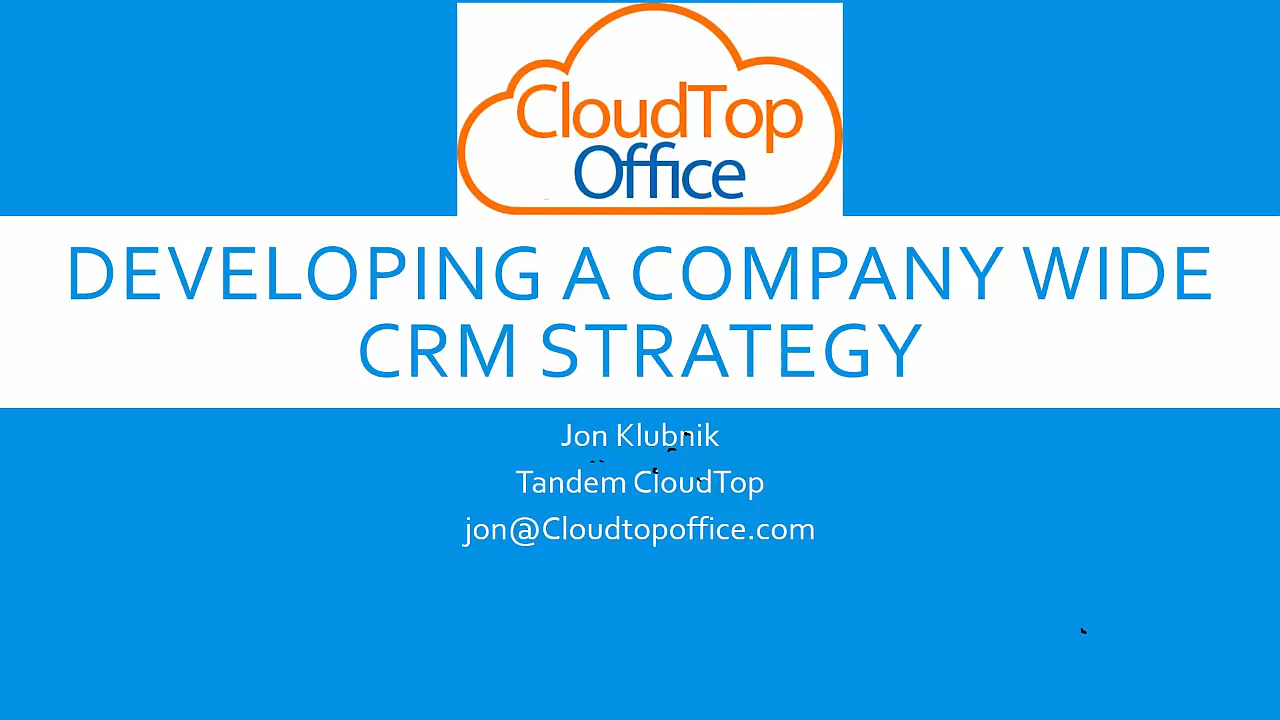 CloudTop
Office
DEVELOPING A COMPANY WIDE
CRM STRATEGY
Jon Klubnik
Tandem CloudTop
jon@Cloudtopoffice.com